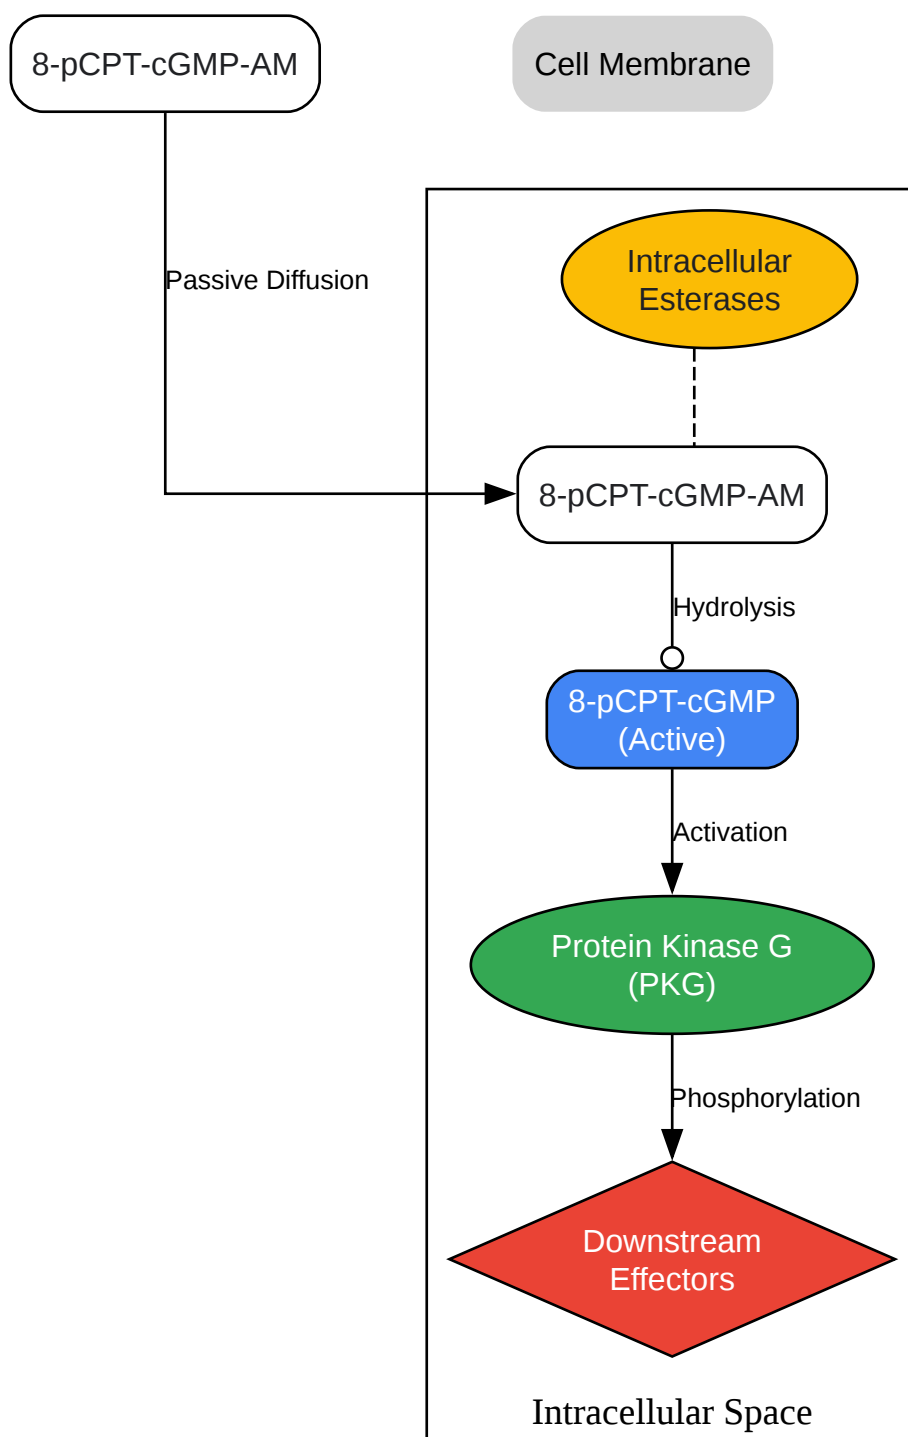 8-pCPT-cGMP-AM
Cell Membrane
Passive Diffusion
Intracellular
Esterases
8-pCPT-cGMP-AM
Hydrolysis
8-pCPT-cGMP
(Active)
Activation
Protein Kinase G
(PKG)
Phosphorylation
Downstream
Effectors
Intracellular Space